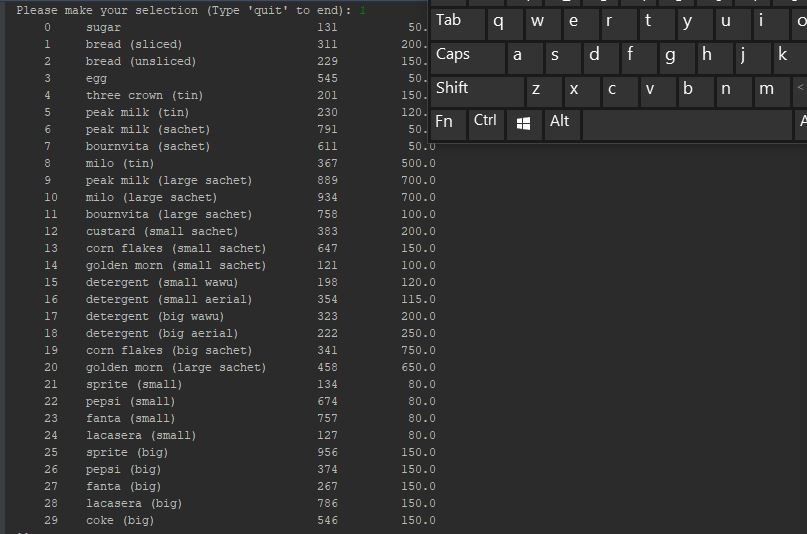 Please make your selection (Type 'quit' to end): 1
0 sugar 131 50.
1 bread (sliced) 311 200.
2 bread (unsliced) 229 150.
3 egg 545 50.
4 three crown (tin) 201 150.
5 peak milk (tin) 230 120.
6 peak milk (sachet) 791 50.
7 bournvita (sachet) 611 50.0
8 milo (tin) 367 500.0
9 peak milk (large sachet) 889 700.0
10 milo (large sachet) 934 700.0
11 bournvita (large sachet) 758 100.0
12 custard (small sachet) 383 200.0
13 corn flakes (small sachet) 647 150.0
14 golden morn (small sachet) 121 100.0
15 detergent (small wawu) 198 120.0
16 detergent (small aerial) 354 115.0
17 detergent (big wawu) 323 200.0
18 detergent (big aerial) 222 250.0
19 corn flakes (big sachet) 341 750.0
20 golden morn (large sachet) 458 650.0
21 sprite (small) 134 80.0
22 pepsi (small) 674 80.0
23 fanta (small) 757 80.0
24 lacasera (small) 127 80.0
25 sprite (big) 956 150.0
26 pepsi (big) 374 150.0
27 fanta (big) 267 150.0
28 lacasera (big) 786 150.0
29 coke (big) 546 150.0
Tab q w e r t y u i o
Caps a s d f g h j k
Shift z x c v b n m <
Fn Ctrl Alt A